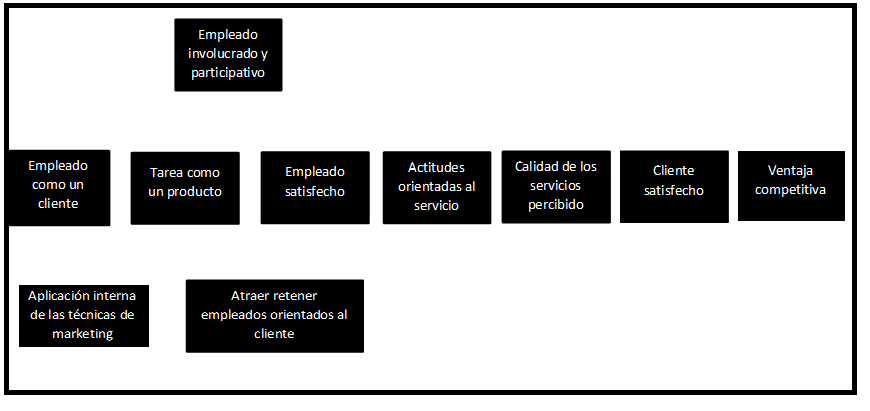 Empleado
involucrado y
participativo
Empleado
como un
cliente
Tarea como
un producto
Empleado
satisfecho
Actitudes
orientadas al
servicio
Calidad de los
servicios
percibido
Cliente
satisfecho
Ventaja
competitiva
Aplicación interna
de las técnicas de
marketing
Atraer retener
empleados orientados al
cliente